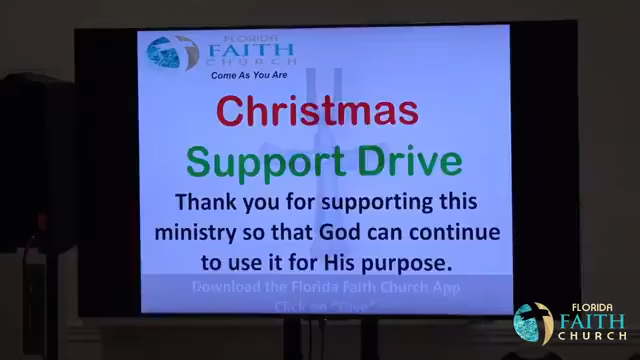 FLORIDA
FAITH
CHURCH
Come As You Are
Christmas
Support Drive
Thank you for supporting this
ministry so that God can continue
to use it for His purpose.
Download the Florida Faith Church App
Click on "Give"
FLORIDA
FAITH
CHURCH